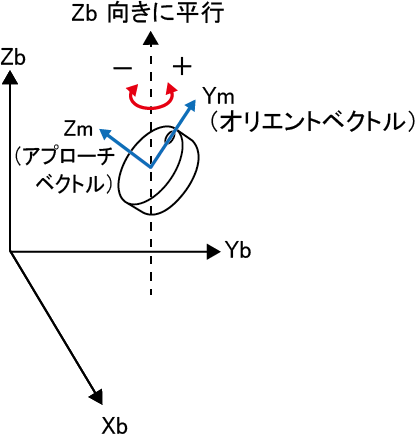 Zb 向きに平行
Zb
－ ＋
Ym
（オリエントベクトル）
Zm
（アプローチ
ベクトル）
Yb
Xb